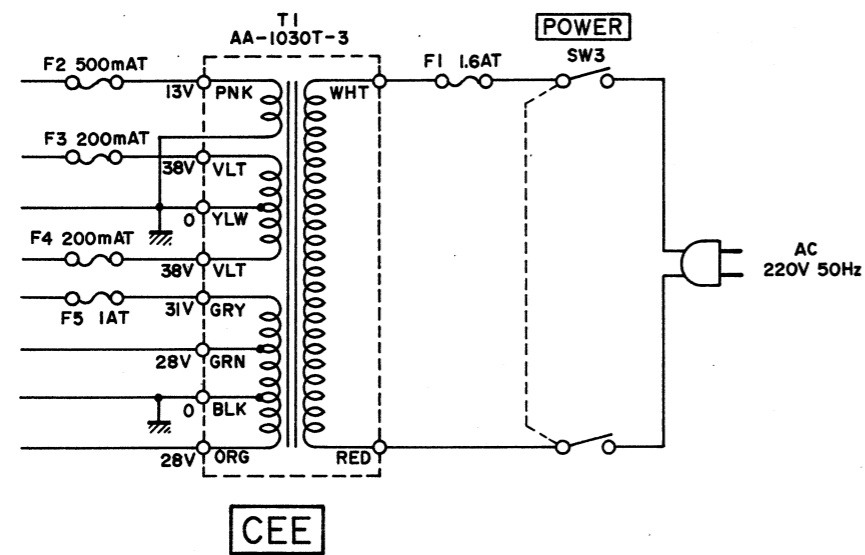 T1
AA-1030T-3
POWER
SW3
F2 500mAT
F1 1.6AT
13V PNK
WHT
F3 200mAT
38V VLT
0 YLW
F4 200mAT
38V VLT
AC
220V 50Hz
31V GRY
F5 1AT
28V GRN
0 BLK
28V ORG
RED
CEE